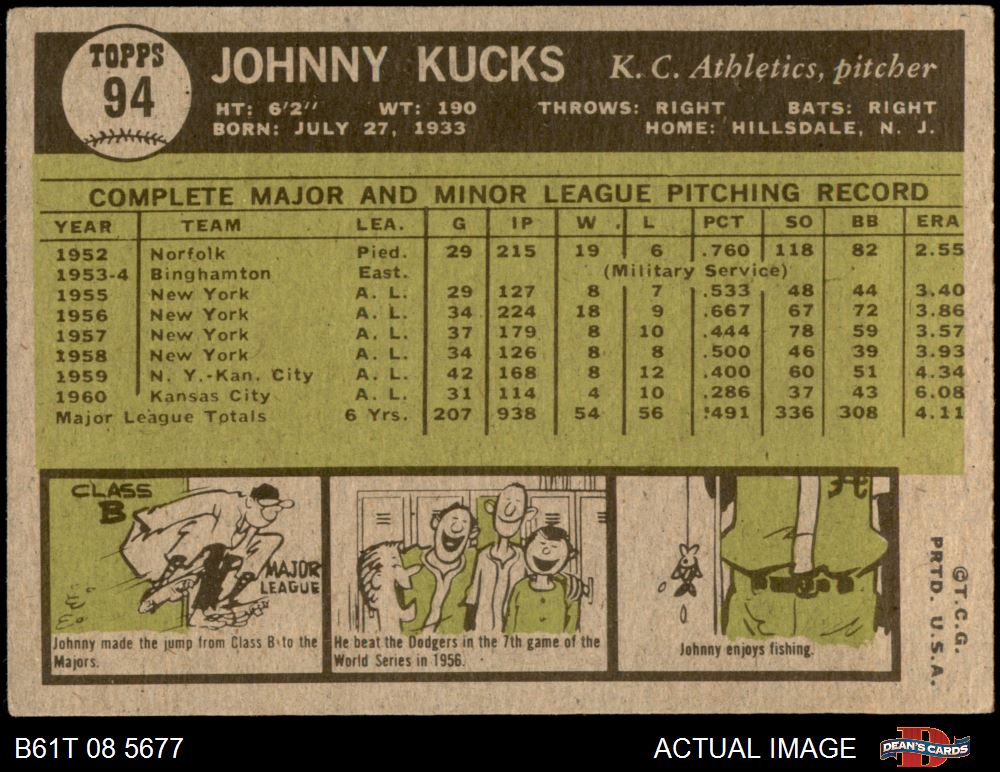 TOPPS
94
JOHNNY KUCKS K. C. Athletics, pitcher
HT: 6'2" WT: 190 THROWS: RIGHT BATS: RIGHT
BORN: JULY 27, 1933 HOME: HILLSDALE, N. J.
COMPLETE MAJOR AND MINOR LEAGUE PITCHING RECORD
YEAR TEAM LEA. G IP W L PCT SO BB ERA
1952 Norfolk Pied. 29 215 19 6 .760 118 82 2.55
1953-4 Binghamton East. (Military Service)
1955 New York A. L. 29 127 8 7 .533 48 44 3.40
1956 New York A. L. 34 224 18 9 .667 67 72 3.86
1957 New York A. L. 37 179 8 10 .444 78 59 3.57
1958 New York A. L. 34 126 8 8 .500 46 39 3.93
1959 N. Y.-Kan. City A. L. 42 168 8 12 .400 60 51 4.34
1960 Kansas City A. L. 31 114 4 10 .286 37 43 6.08
Major League Totals 6 Yrs. 207 938 54 56 .491 336 308 4.11
CLASS
B
MAJOR
LEAGUE
Johnny made the jump from Class B to the
Majors.
He beat the Dodgers in the 7th game of the
World Series in 1956.
A
Johnny enjoys fishing.
©T.C.G.
PRTD. U.S.A.
B61T 08 5677 ACTUAL IMAGE DEAN'S CARDS